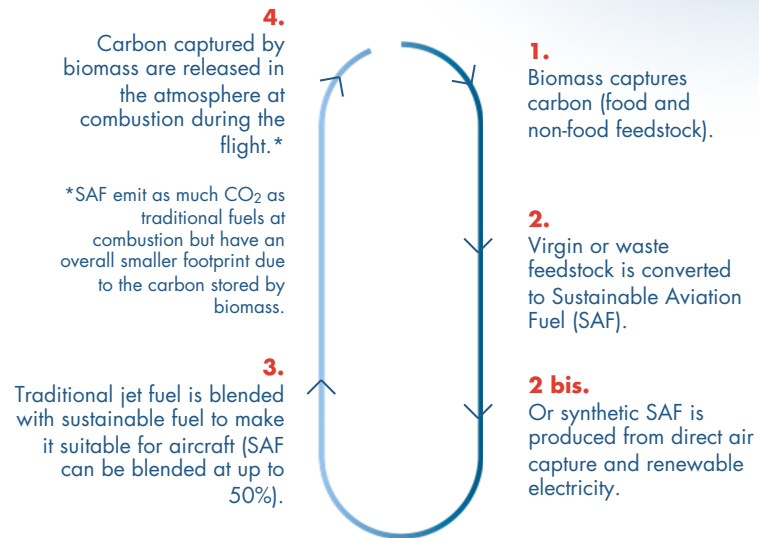 1.
Biomass captures
carbon (food and
non-food feedstock).
2.
Virgin or waste
feedstock is converted
to Sustainable Aviation
Fuel (SAF).
2 bis.
Or synthetic SAF is
produced from direct air
capture and renewable
electricity.
3.
Traditional jet fuel is blended
with sustainable fuel to make
it suitable for aircraft (SAF
can be blended at up to
50%).
4.
Carbon captured by
biomass are released in
the atmosphere at
combustion during the
flight.*
*SAF emit as much CO₂ as
traditional fuels at
combustion but have an
overall smaller footprint due
to the carbon stored by
biomass.